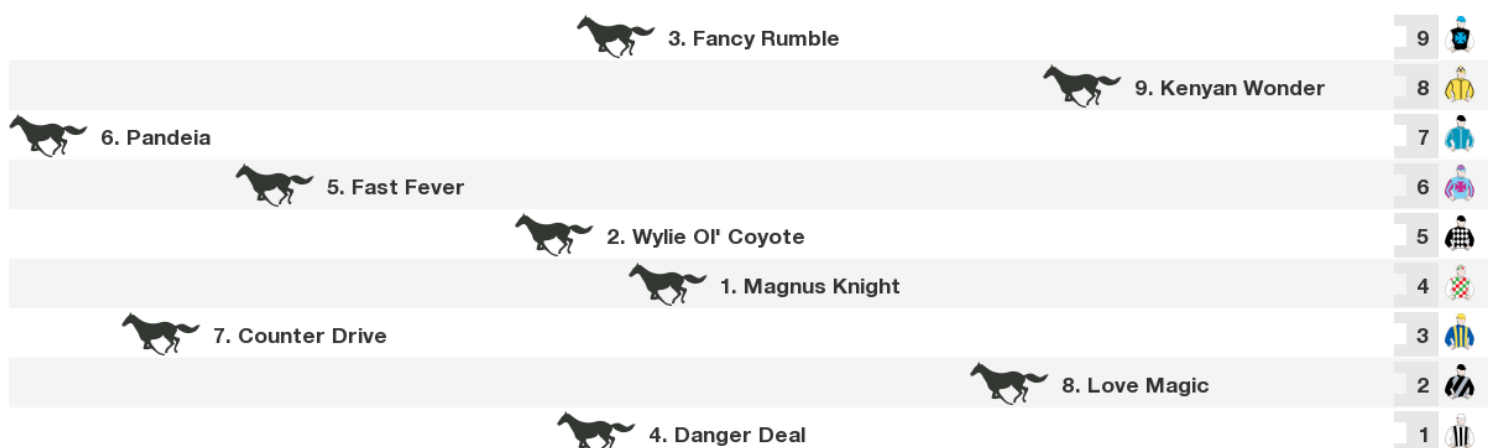 3. Fancy Rumble 9
9. Kenyan Wonder 8
6. Pandeia 7
5. Fast Fever 6
2. Wylie Ol' Coyote 5
1. Magnus Knight 4
7. Counter Drive 3
8. Love Magic 2
4. Danger Deal 1